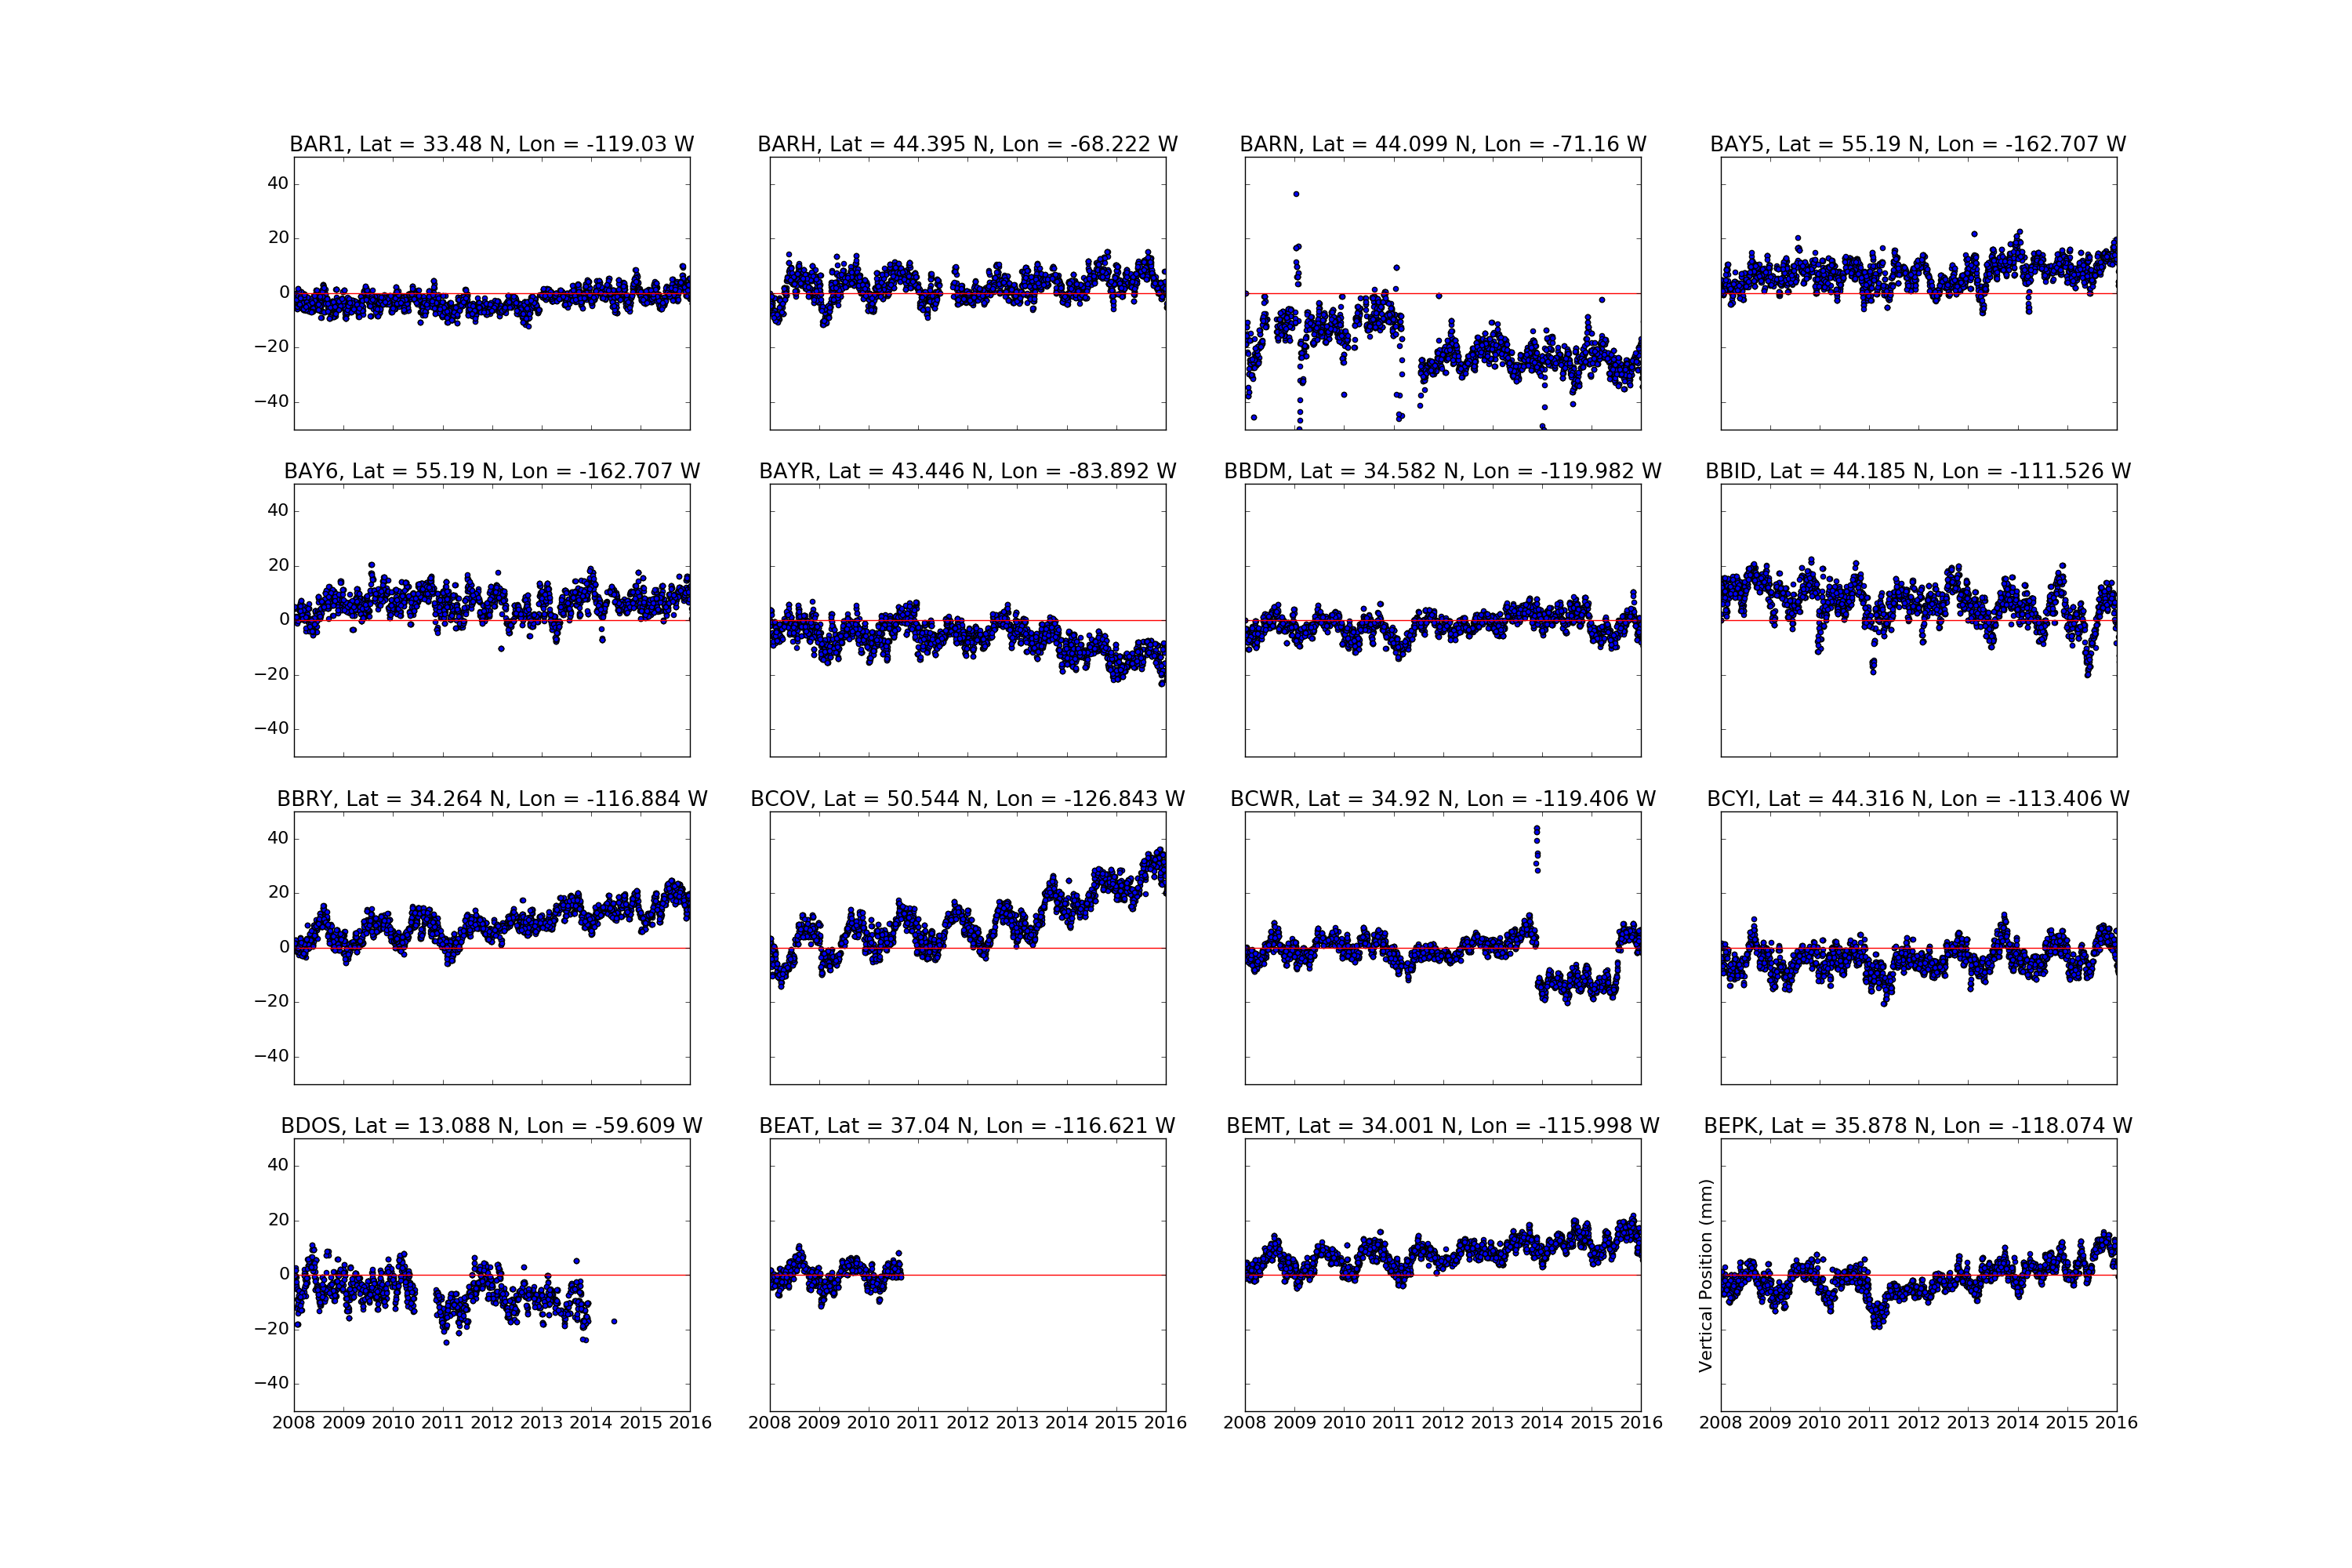 BAR1, Lat = 33.48 N, Lon = -119.03 W
BARH, Lat = 44.395 N, Lon = -68.222 W
BARN, Lat = 44.099 N, Lon = -71.16 W
BAY5, Lat = 55.19 N, Lon = -162.707 W
40
20
0
−20
−40
BAY6, Lat = 55.19 N, Lon = -162.707 W
BAYR, Lat = 43.446 N, Lon = -83.892 W
BBDM, Lat = 34.582 N, Lon = -119.982 W
BBID, Lat = 44.185 N, Lon = -111.526 W
40
20
0
−20
−40
BBRY, Lat = 34.264 N, Lon = -116.884 W
BCOV, Lat = 50.544 N, Lon = -126.843 W
BCWR, Lat = 34.92 N, Lon = -119.406 W
BCYI, Lat = 44.316 N, Lon = -113.406 W
40
20
0
−20
−40
BDOS, Lat = 13.088 N, Lon = -59.609 W
BEAT, Lat = 37.04 N, Lon = -116.621 W
BEMT, Lat = 34.001 N, Lon = -115.998 W
BEPK, Lat = 35.878 N, Lon = -118.074 W
40
20
0
−20
−40
Vertical Position (mm)
2008 2009 2010 2011 2012 2013 2014 2015 2016
2008 2009 2010 2011 2012 2013 2014 2015 2016
2008 2009 2010 2011 2012 2013 2014 2015 2016
2008 2009 2010 2011 2012 2013 2014 2015 2016